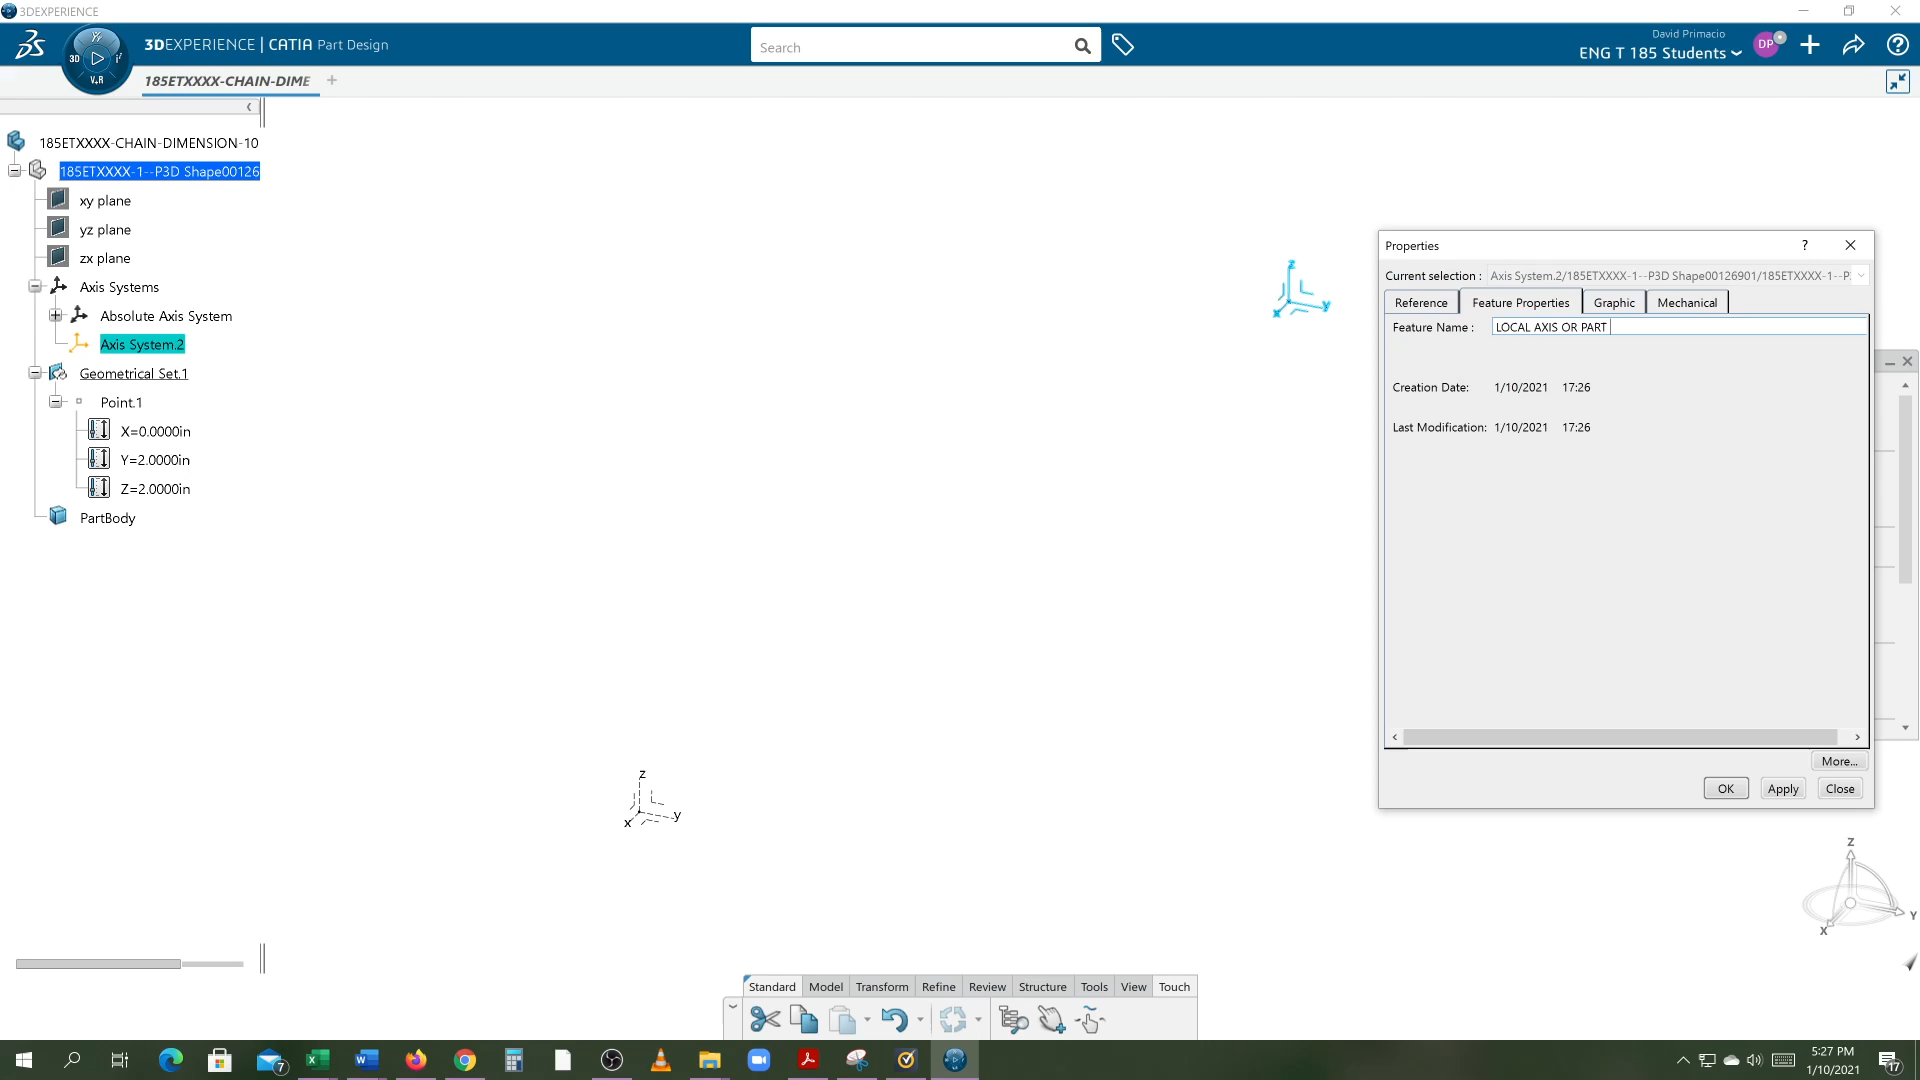 3DEXPERIENCE
3DEXPERIENCE | CATIA Part Design
3D
V.R
Search
David Primacio
ENG T 185 Students
DP
185ETXXXX-CHAIN-DIME
185ETXXXX-CHAIN-DIMENSION-10
185ETXXXX-1--P3D Shape00126
xy plane
yz plane
zx plane
Axis Systems
Absolute Axis System
Axis System.2
Geometrical Set.1
Point.1
X=0.0000in
Y=2.0000in
Z=2.0000in
PartBody
z
y
x
z
y
x
Properties
?
Current selection : Axis System.2/185ETXXXX-1--P3D Shape00126901/185ETXXXX-1--P
Reference
Feature Properties
Graphic
Mechanical
Feature Name : LOCAL AXIS OR PART
Creation Date: 1/10/2021 17:26
Last Modification: 1/10/2021 17:26
More...
OK
Apply
Close
Z
Y
X
Standard
Model
Transform
Refine
Review
Structure
Tools
View
Touch
7
5:27 PM
1/10/2021
17